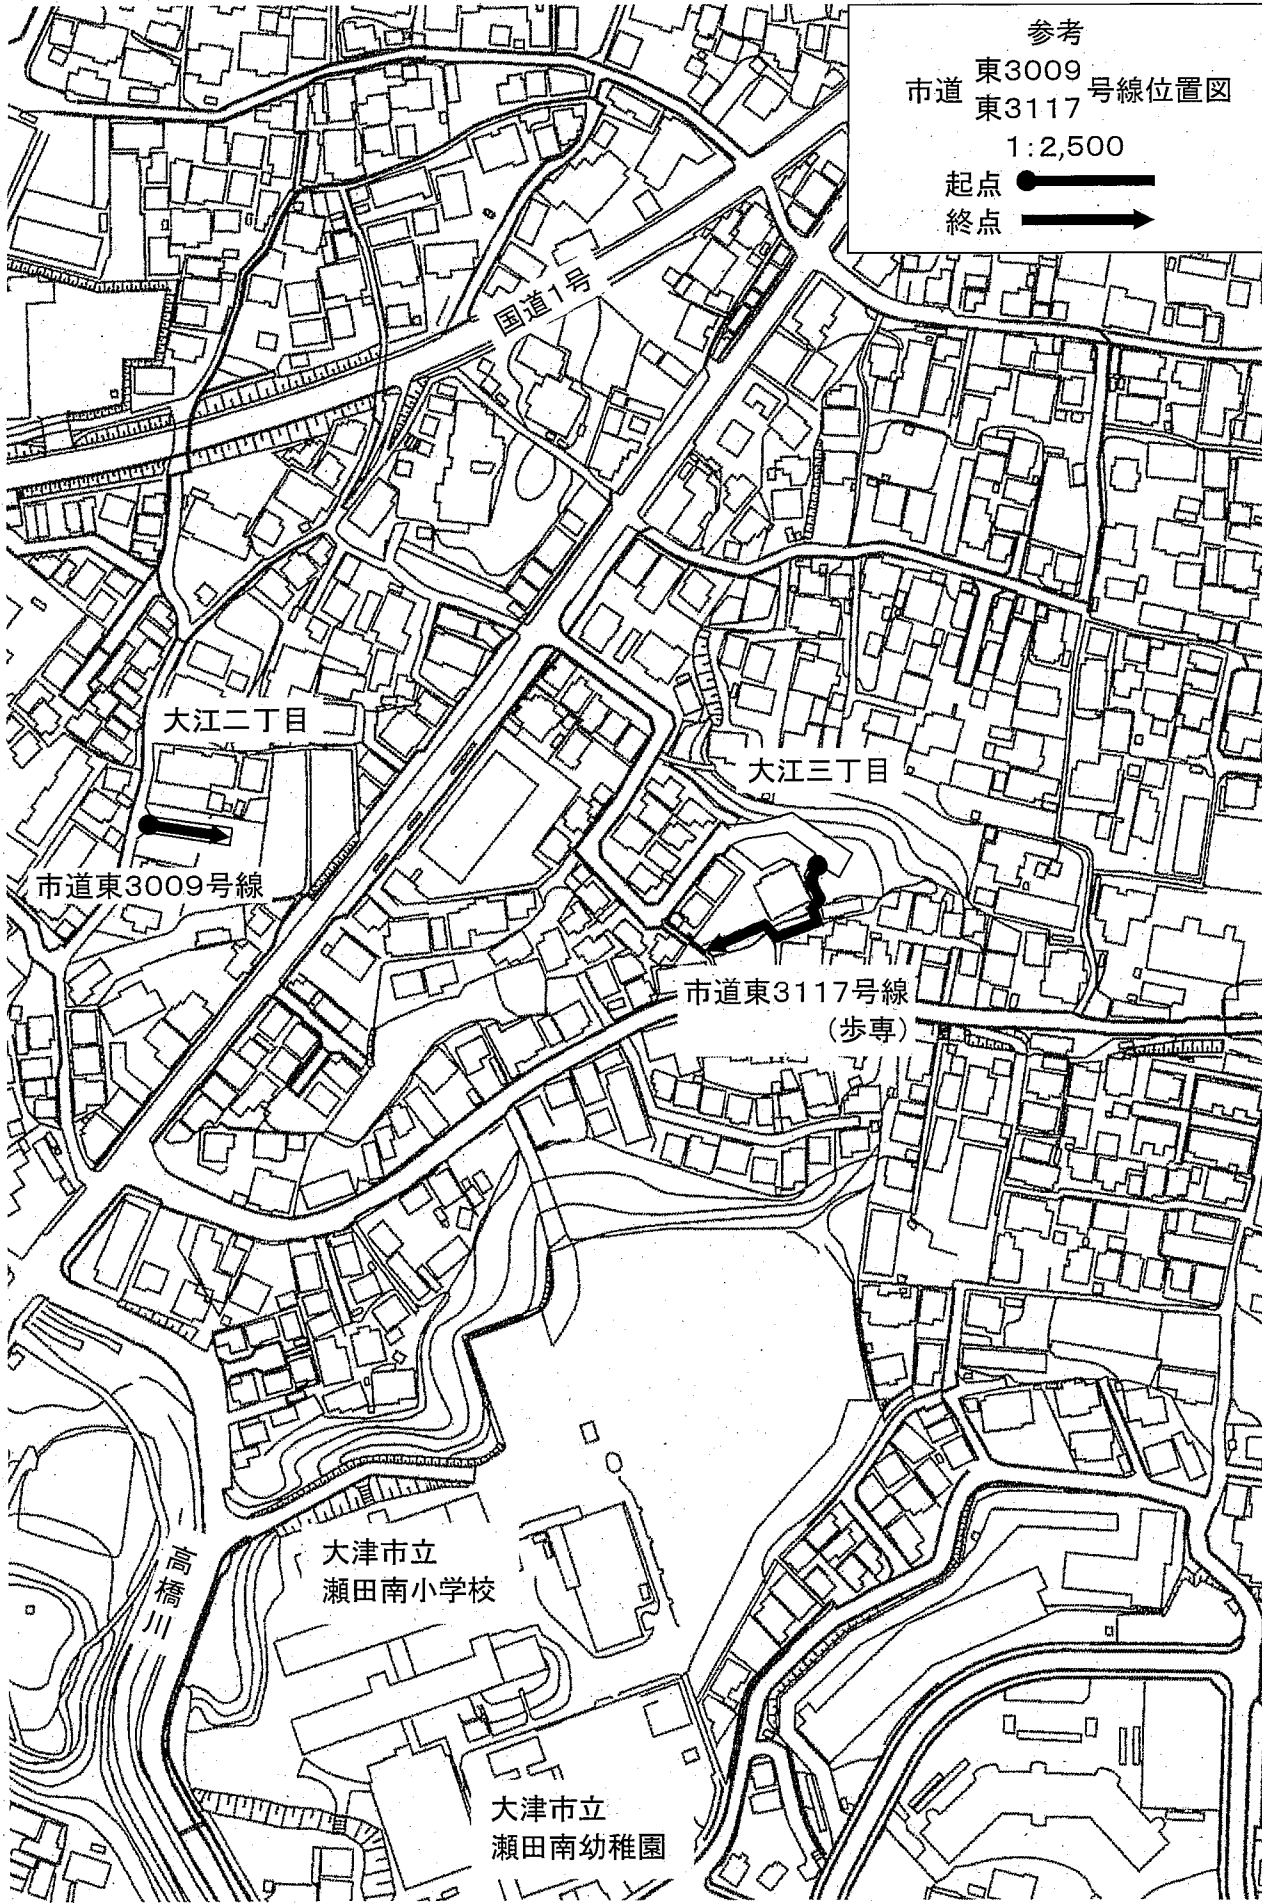 参考
市道 東3009 号線位置図
東3117
1:2,500
起点
終点
国道1号
大江二丁目
大江三丁目
市道東3009号線
市道東3117号線
(歩専)
大津市立
瀬田南小学校
高橋川
大津市立
瀬田南幼稚園